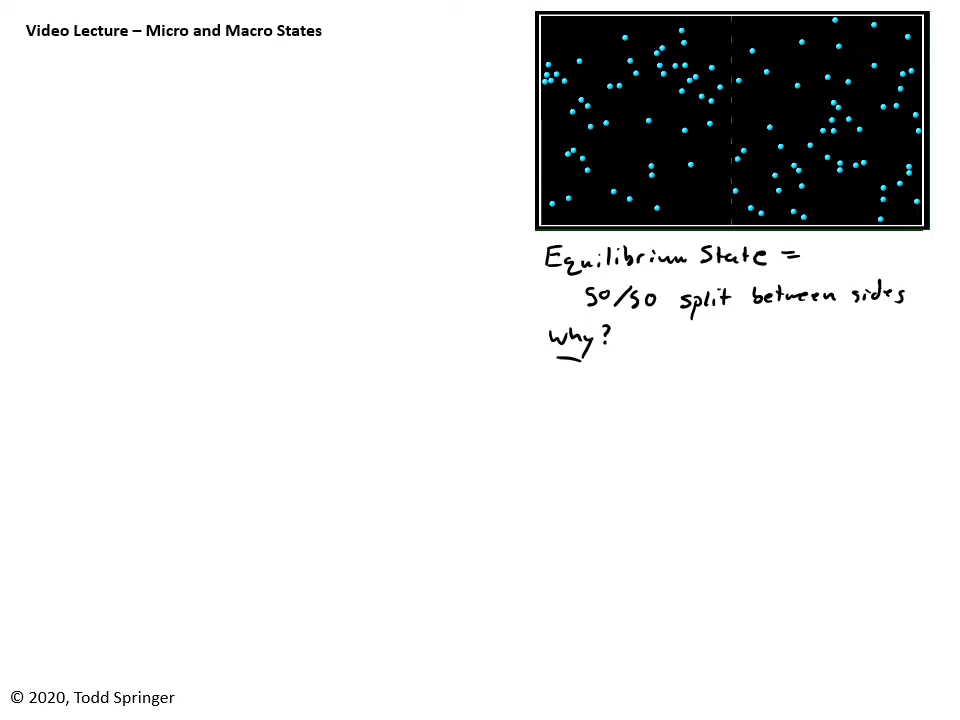 Video Lecture – Micro and Macro States
Equilibrium State =
50/50 split between sides
Why?
© 2020, Todd Springer